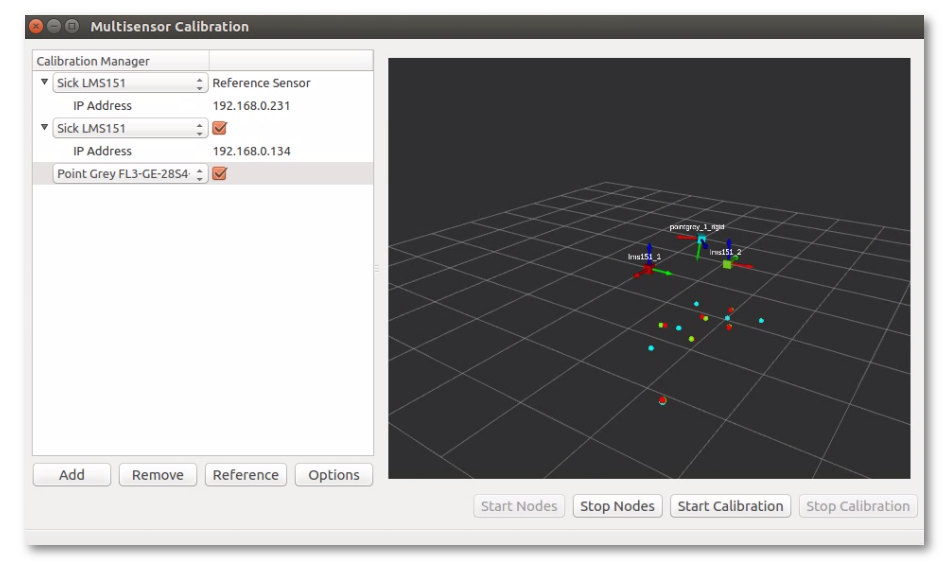 Multisensor Calibration
Calibration Manager
Sick LMS151 Reference Sensor
IP Address 192.168.0.231
Sick LMS151
IP Address 192.168.0.134
Point Grey FL3-GE-28S4-
pointgrey_1_rigid
lms151_1 lms151_2
Add Remove Reference Options
Start Nodes Stop Nodes Start Calibration Stop Calibration